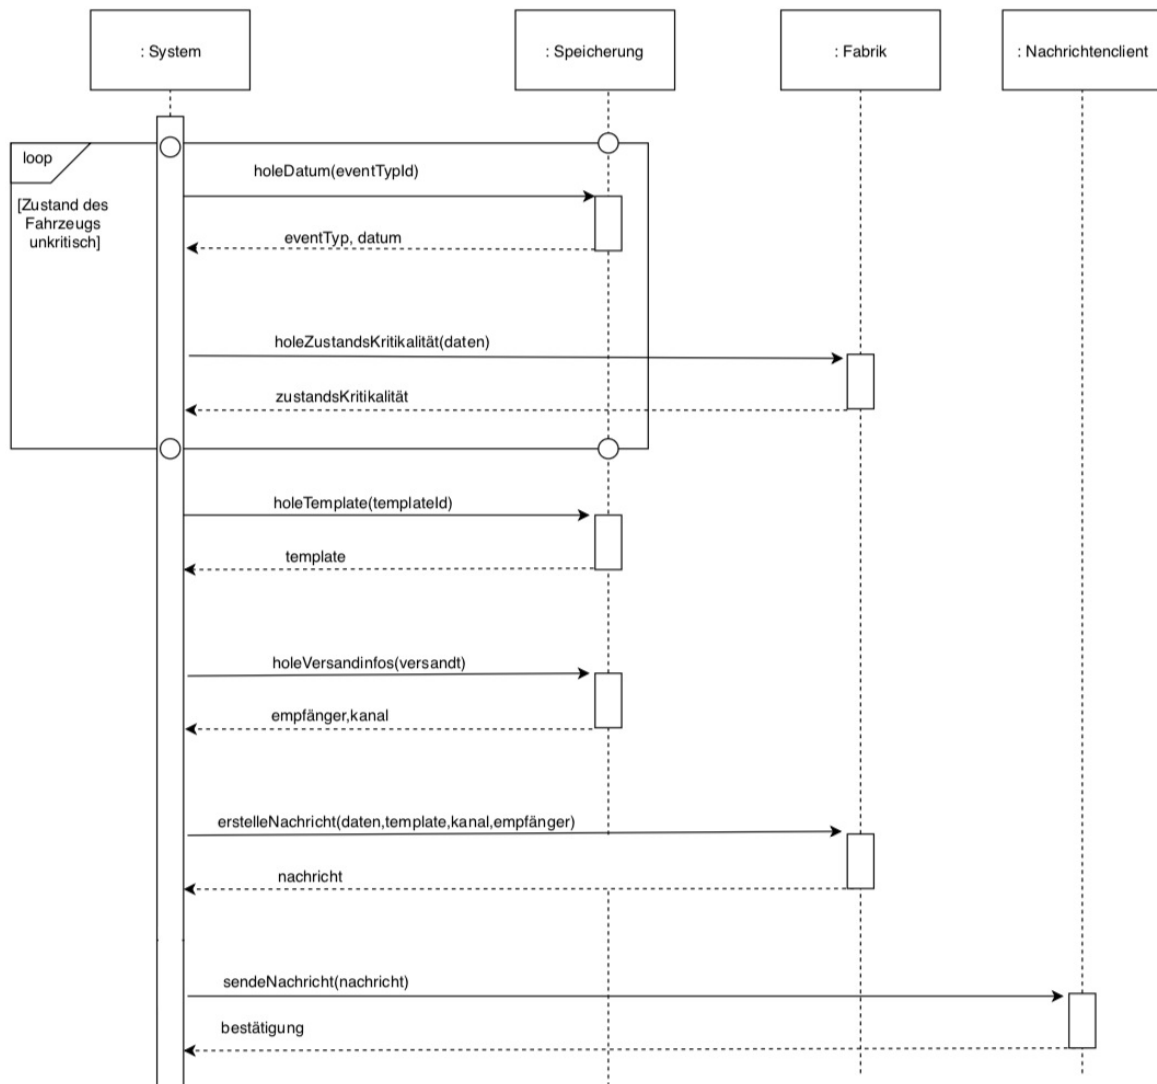 : System
: Speicherung
: Fabrik
: Nachrichtenclient
loop
[Zustand des
Fahrzeugs
unkritisch]
holeDatum(eventTypId)
eventTyp, datum
holeZustandsKritikalität(daten)
zustandsKritikalität
holeTemplate(templateId)
template
holeVersandinfos(versandt)
empfänger,kanal
erstelleNachricht(daten,template,kanal,empfänger)
nachricht
sendeNachricht(nachricht)
bestätigung